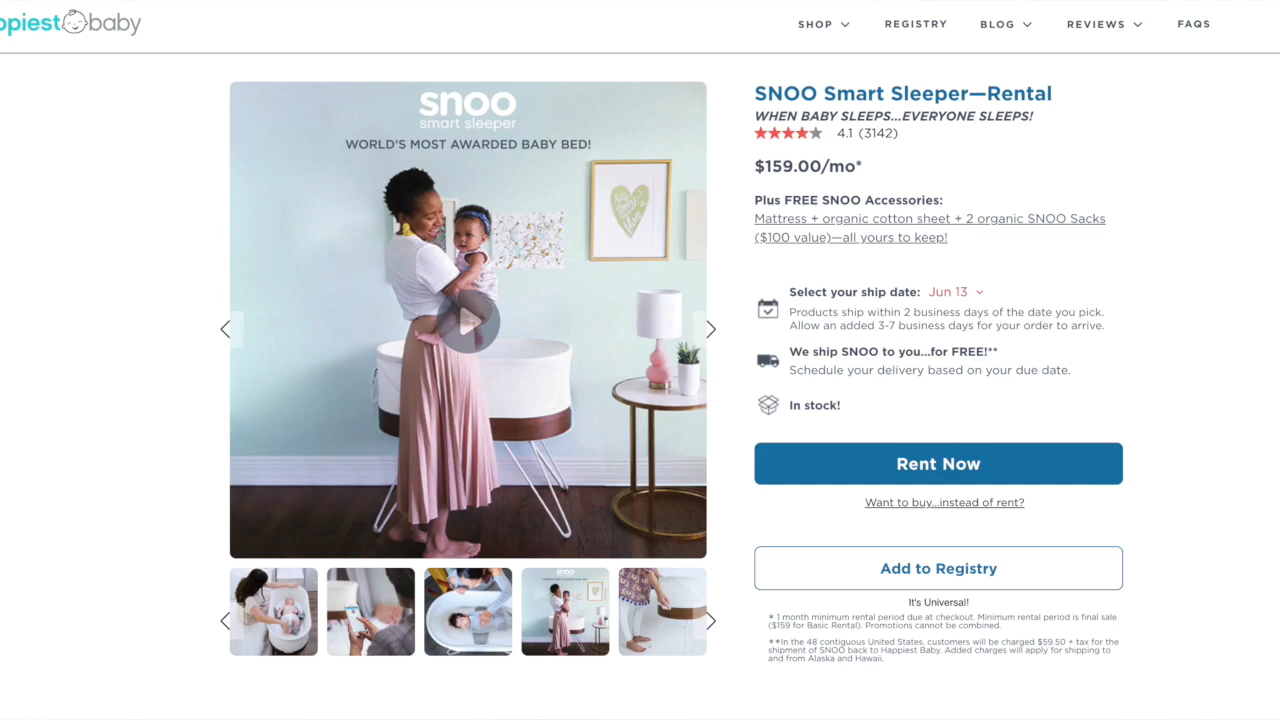 ppiest baby
SHOP
REGISTRY
BLOG
REVIEWS
FAQS
snoo
smart sleeper
WORLD'S MOST AWARDED BABY BED!
SNOO Smart Sleeper—Rental
WHEN BABY SLEEPS...EVERYONE SLEEPS!
4.1 (3142)
$159.00/mo*
Plus FREE SNOO Accessories:
Mattress + organic cotton sheet + 2 organic SNOO Sacks
($100 value)—all yours to keep!
Select your ship date: Jun 13
Products ship within 2 business days of the date you pick.
Allow an added 3-7 business days for your order to arrive.
We ship SNOO to you...for FREE!**
Schedule your delivery based on your due date.
In stock!
Rent Now
Want to buy...instead of rent?
Add to Registry
It's Universal!
* 1 month minimum rental period due at checkout. Minimum rental period is final sale
($159 for Basic Rental). Promotions cannot be combined.
**In the 48 contiguous United States, customers will be charged $59.50 + tax for the
shipment of SNOO back to Happiest Baby. Added charges will apply for shipping to
and from Alaska and Hawaii.
snoo